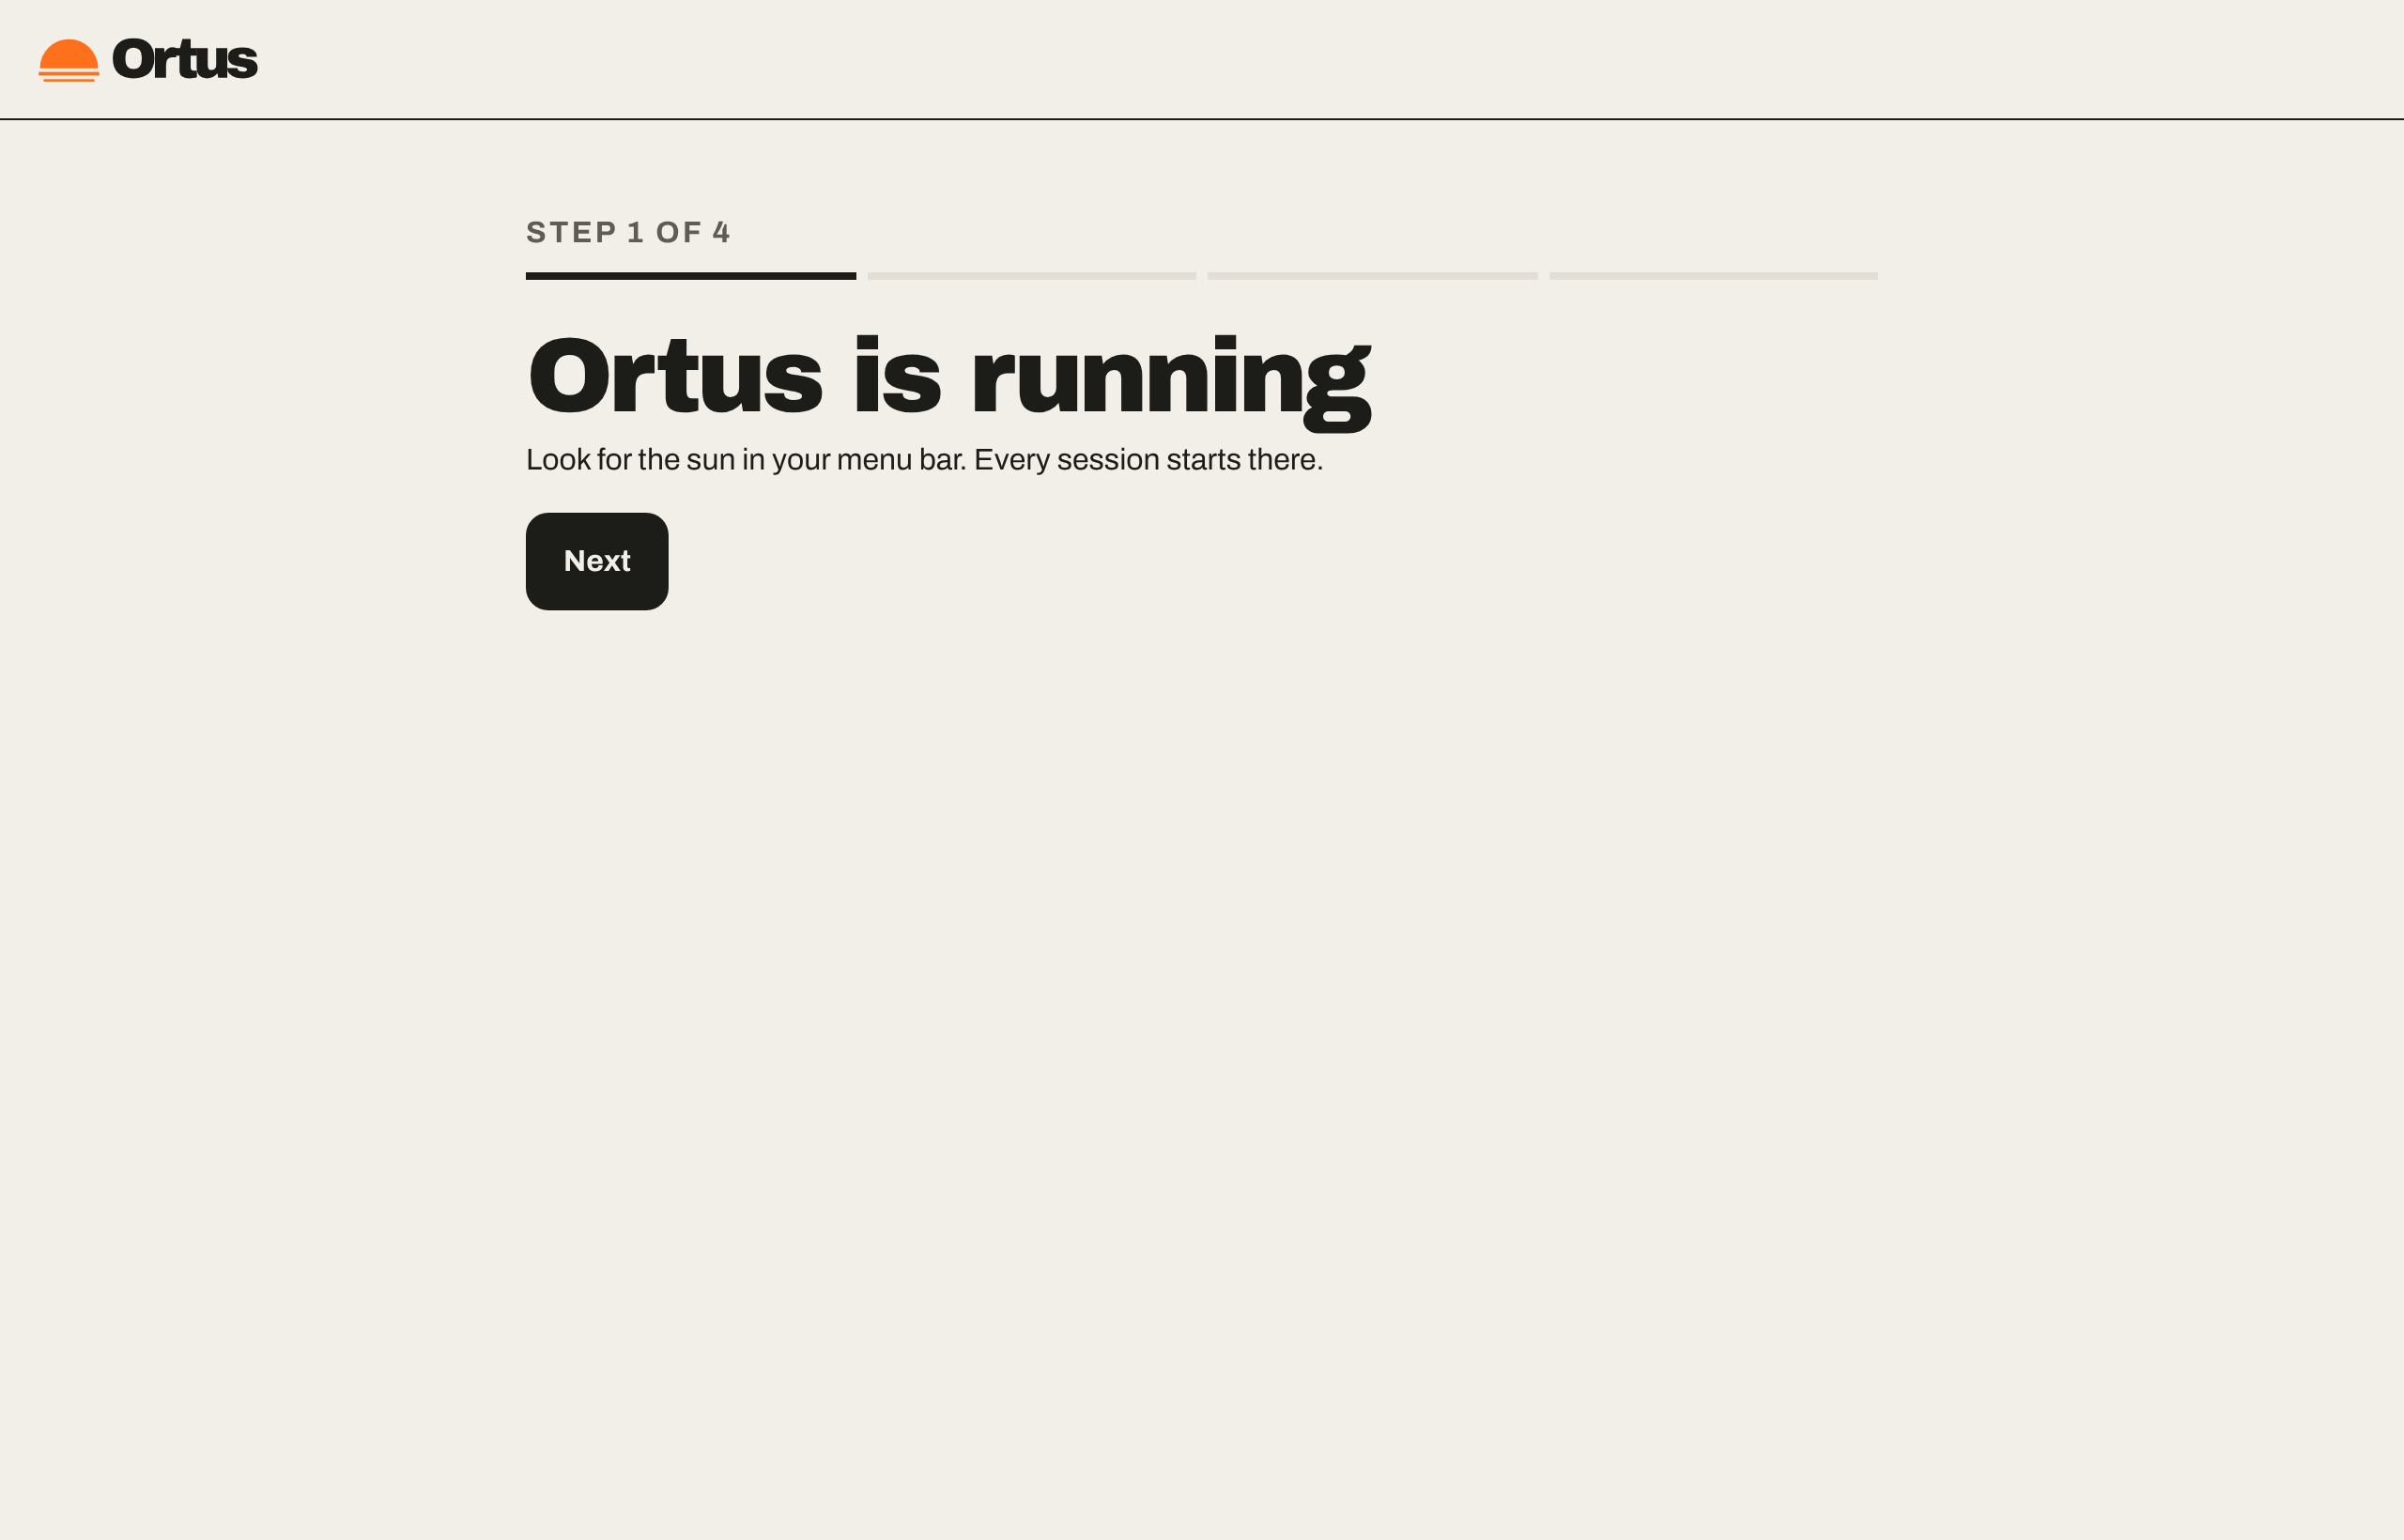 Ortus
STEP 1 OF 4
Ortus is running
Look for the sun in your menu bar. Every session starts there.
Next